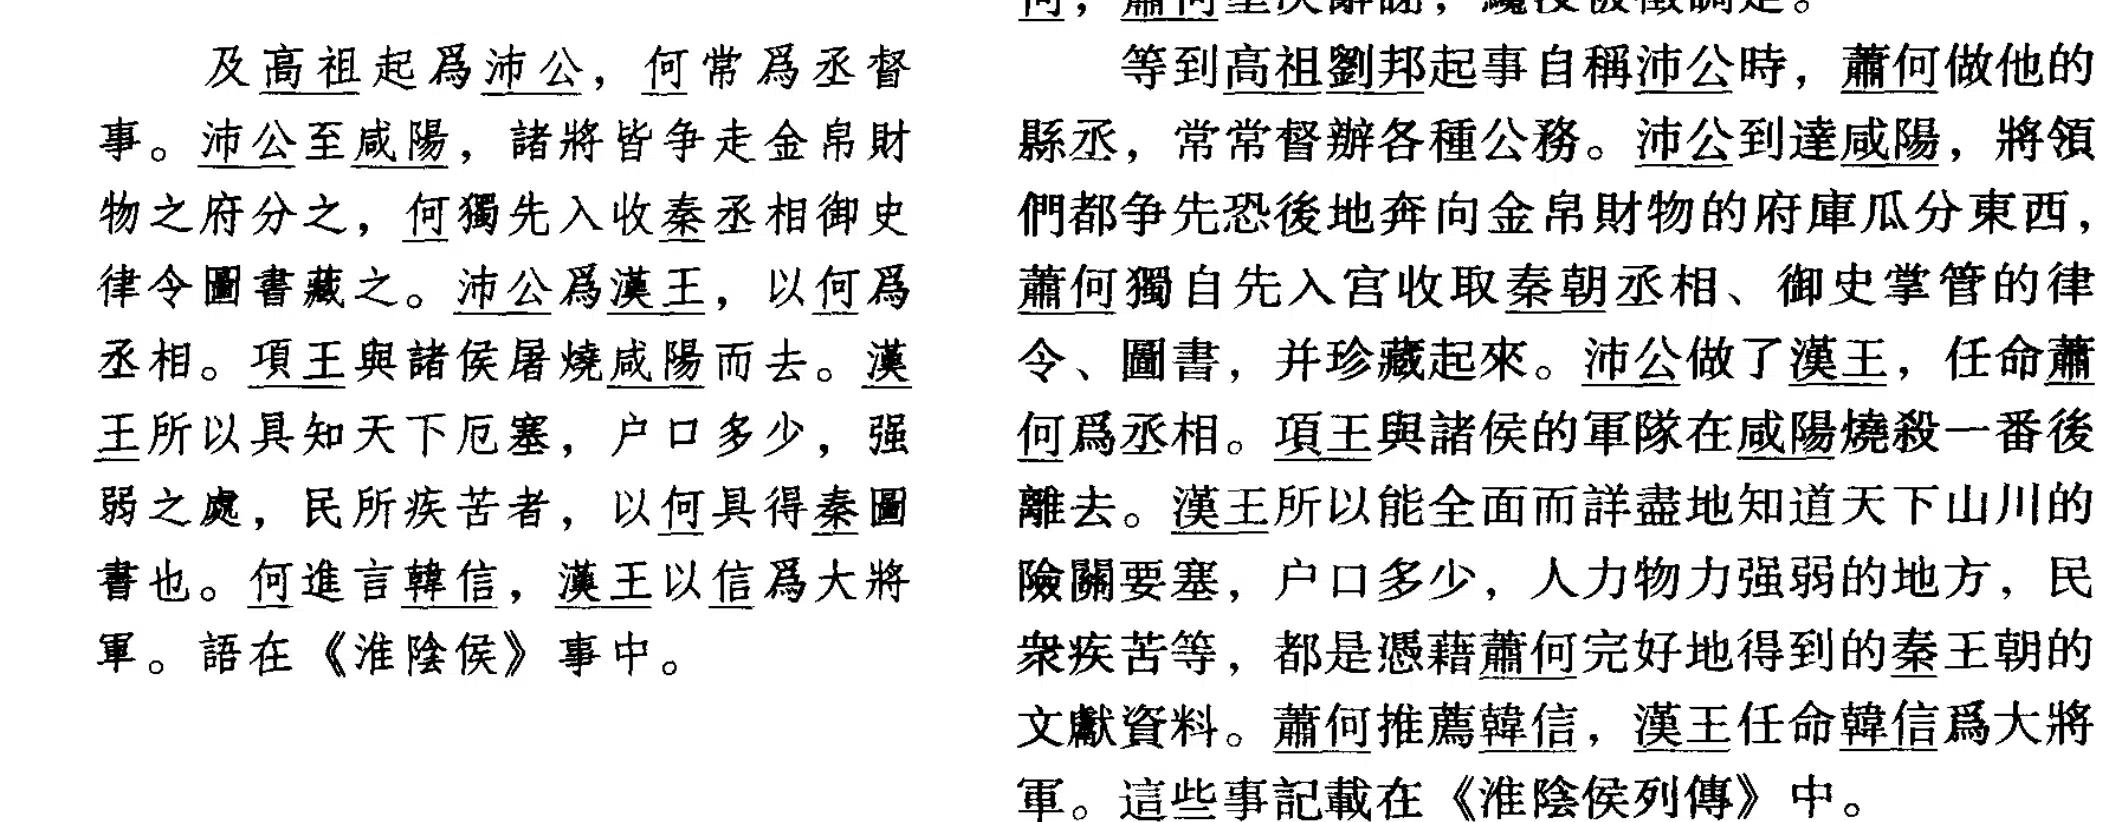 及高祖起爲沛公，何常爲丞督
事。沛公至咸陽，諸將皆争走金帛財
物之府分之，何獨先入收秦丞相御史
律令圖書藏之。沛公爲漢王，以何爲
丞相。項王與諸侯屠燒咸陽而去。漢
王所以具知天下厄塞，户口多少，强
弱之處，民所疾苦者，以何具得秦圖
書也。何進言韓信，漢王以信爲大將
軍。語在《淮陰侯》事中。
等到高祖劉邦起事自稱沛公時，蕭何做他的
縣丞，常常督辦各種公務。沛公到達咸陽，將領
們都争先恐後地奔向金帛財物的府庫瓜分東西，
蕭何獨自先入宫收取秦朝丞相、御史掌管的律
令、圖書，并珍藏起來。沛公做了漢王，任命蕭
何爲丞相。項王與諸侯的軍隊在咸陽燒殺一番後
離去。漢王所以能全面而詳盡地知道天下山川的
險關要塞，户口多少，人力物力强弱的地方，民
衆疾苦等，都是憑藉蕭何完好地得到的秦王朝的
文獻資料。蕭何推薦韓信，漢王任命韓信爲大將
軍。這些事記載在《淮陰侯列傳》中。